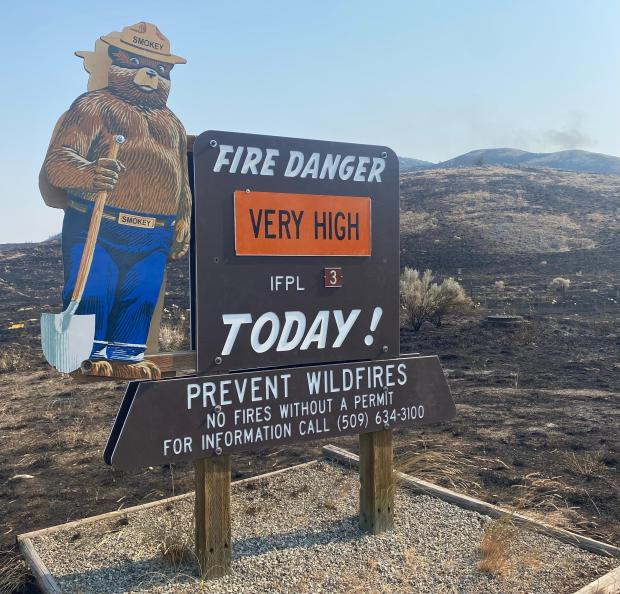 SMOKEY
SMOKEY
FIRE DANGER
VERY HIGH
IFPL 3
TODAY!
PREVENT WILDFIRES
NO FIRES WITHOUT A PERMIT
FOR INFORMATION CALL (509) 634-3100